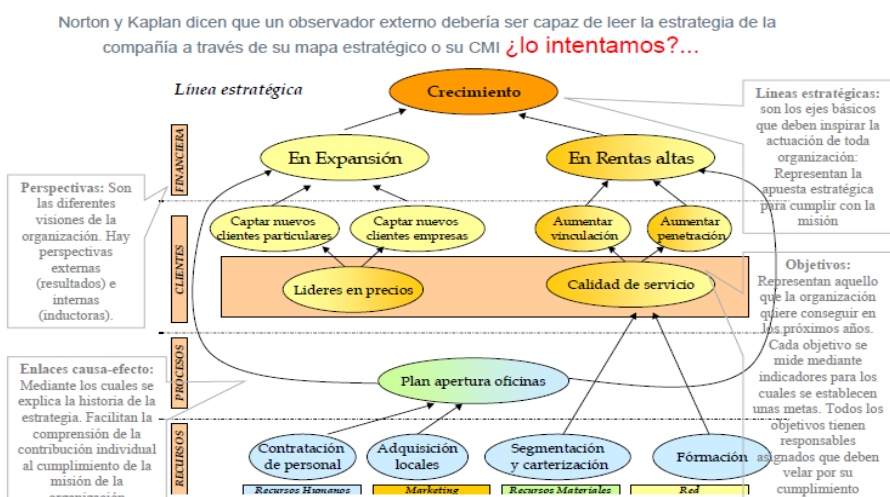 Norton y Kaplan dicen que un observador externo debería ser capaz de leer la estrategia de la
compañía a través de su mapa estratégico o su CMI ¿lo intentamos?...
Línea estratégica
Crecimiento
Líneas estratégicas:
son los ejes básicos
que deben inspirar la
actuación de toda
organización:
Representan la
apuesta estratégica
para cumplir con la
misión
FINANCIERA
En Expansión
En Rentas altas
Perspectivas: Son
las diferentes
visiones de la
organización. Hay
perspectivas
externas
(resultados) e
internas
(inductoras).
CLIENTES
Captar nuevos
clientes particulares
Captar nuevos
clientes empresas
Aumentar
vinculación
Aumentar
penetración
Lideres en precios
Calidad de servicio
Objetivos:
Representan aquello
que la organización
quiere conseguir en
los próximos años.
Cada objetivo se
mide mediante
indicadores para los
cuales se establecen
unas metas. Todos los
objetivos tienen
responsables
asignados que deben
velar por su
cumplimiento
PROCESOS
Plan apertura oficinas
Enlaces causa-efecto:
Mediante los cuales se
explica la historia de la
estrategia. Facilitan la
comprensión de la
contribución individual
al cumplimiento de la
misión de la
organización
RECURSOS
Contratación
de personal
Adquisición
locales
Segmentación
y carterización
Fórmación
Recursos Humanos
Marketing
Recursos Materiales
Red